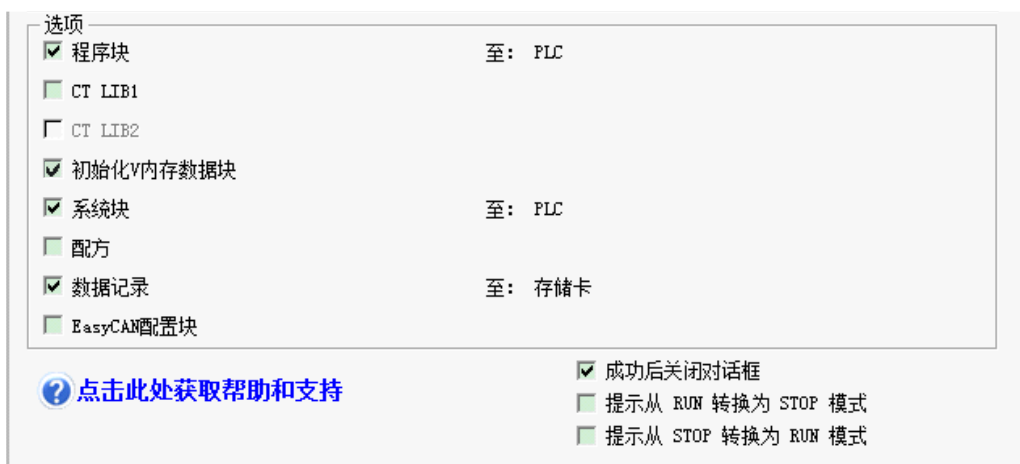 选项
程序块 至： PLC
CT LIB1
CT LIB2
初始化V内存数据块
系统块 至： PLC
配方
数据记录 至： 存储卡
EasyCAN配置块
点击此处获取帮助和支持
成功后关闭对话框
提示从 RUN 转换为 STOP 模式
提示从 STOP 转换为 RUN 模式